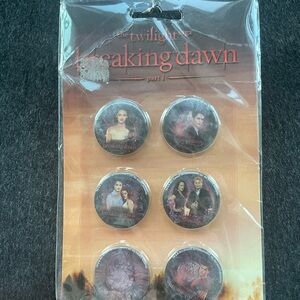 the twilight saga
breaking dawn
part 1